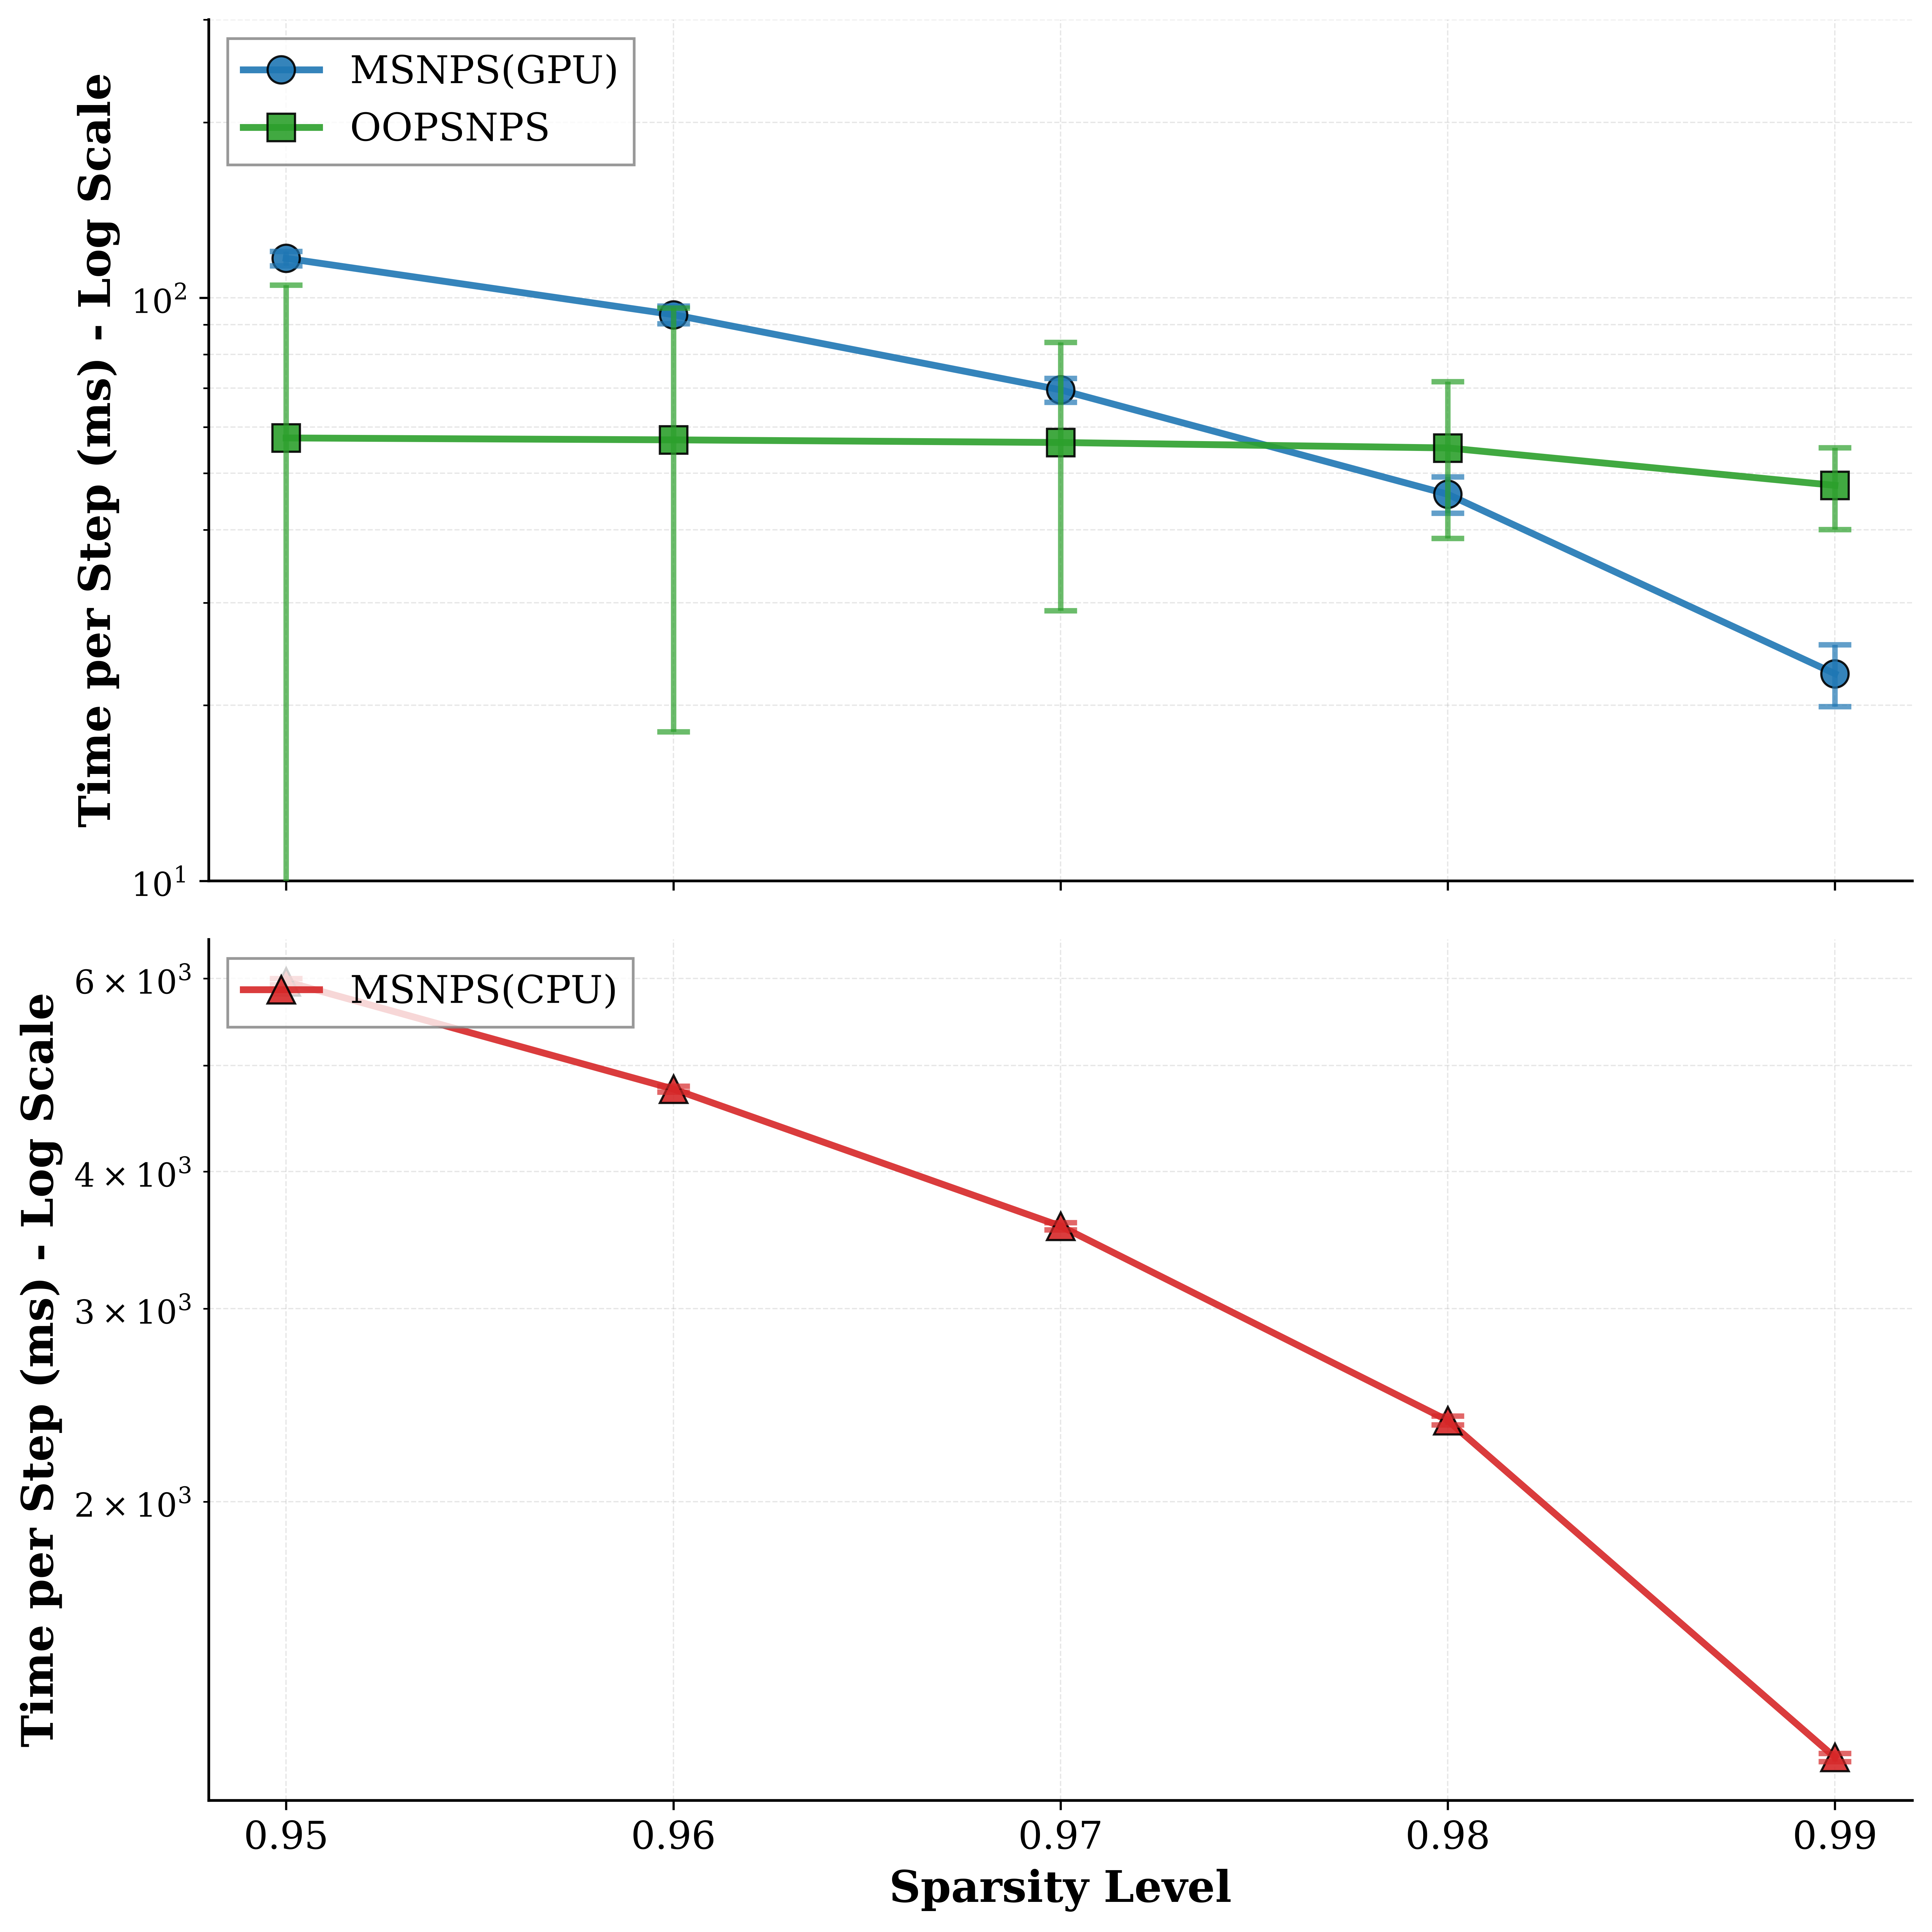 MSNPS(GPU)
OOPSNPS
Time per Step (ms) - Log Scale
10²
10¹
MSNPS(CPU)
Time per Step (ms) - Log Scale
6 × 10³
4 × 10³
3 × 10³
2 × 10³
0.95 0.96 0.97 0.98 0.99
Sparsity Level